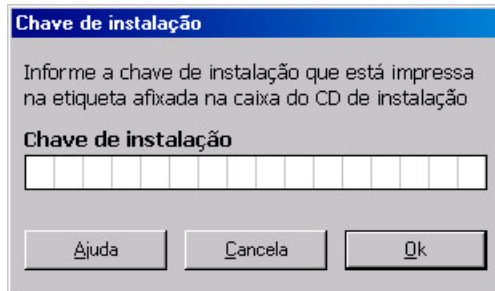 Chave de instalação
Informe a chave de instalação que está impressa
na etiqueta afixada na caixa do CD de instalação
Chave de instalação
Ajuda
Cancela
Ok